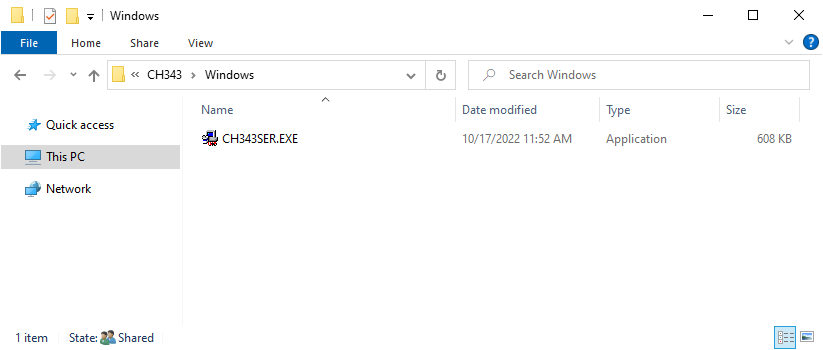 Windows
File Home Share View
CH343 Windows Search Windows
Name Date modified Type Size
Quick access
CH343SER.EXE 10/17/2022 11:52 AM Application 608 KB
This PC
Network
1 item State: Shared